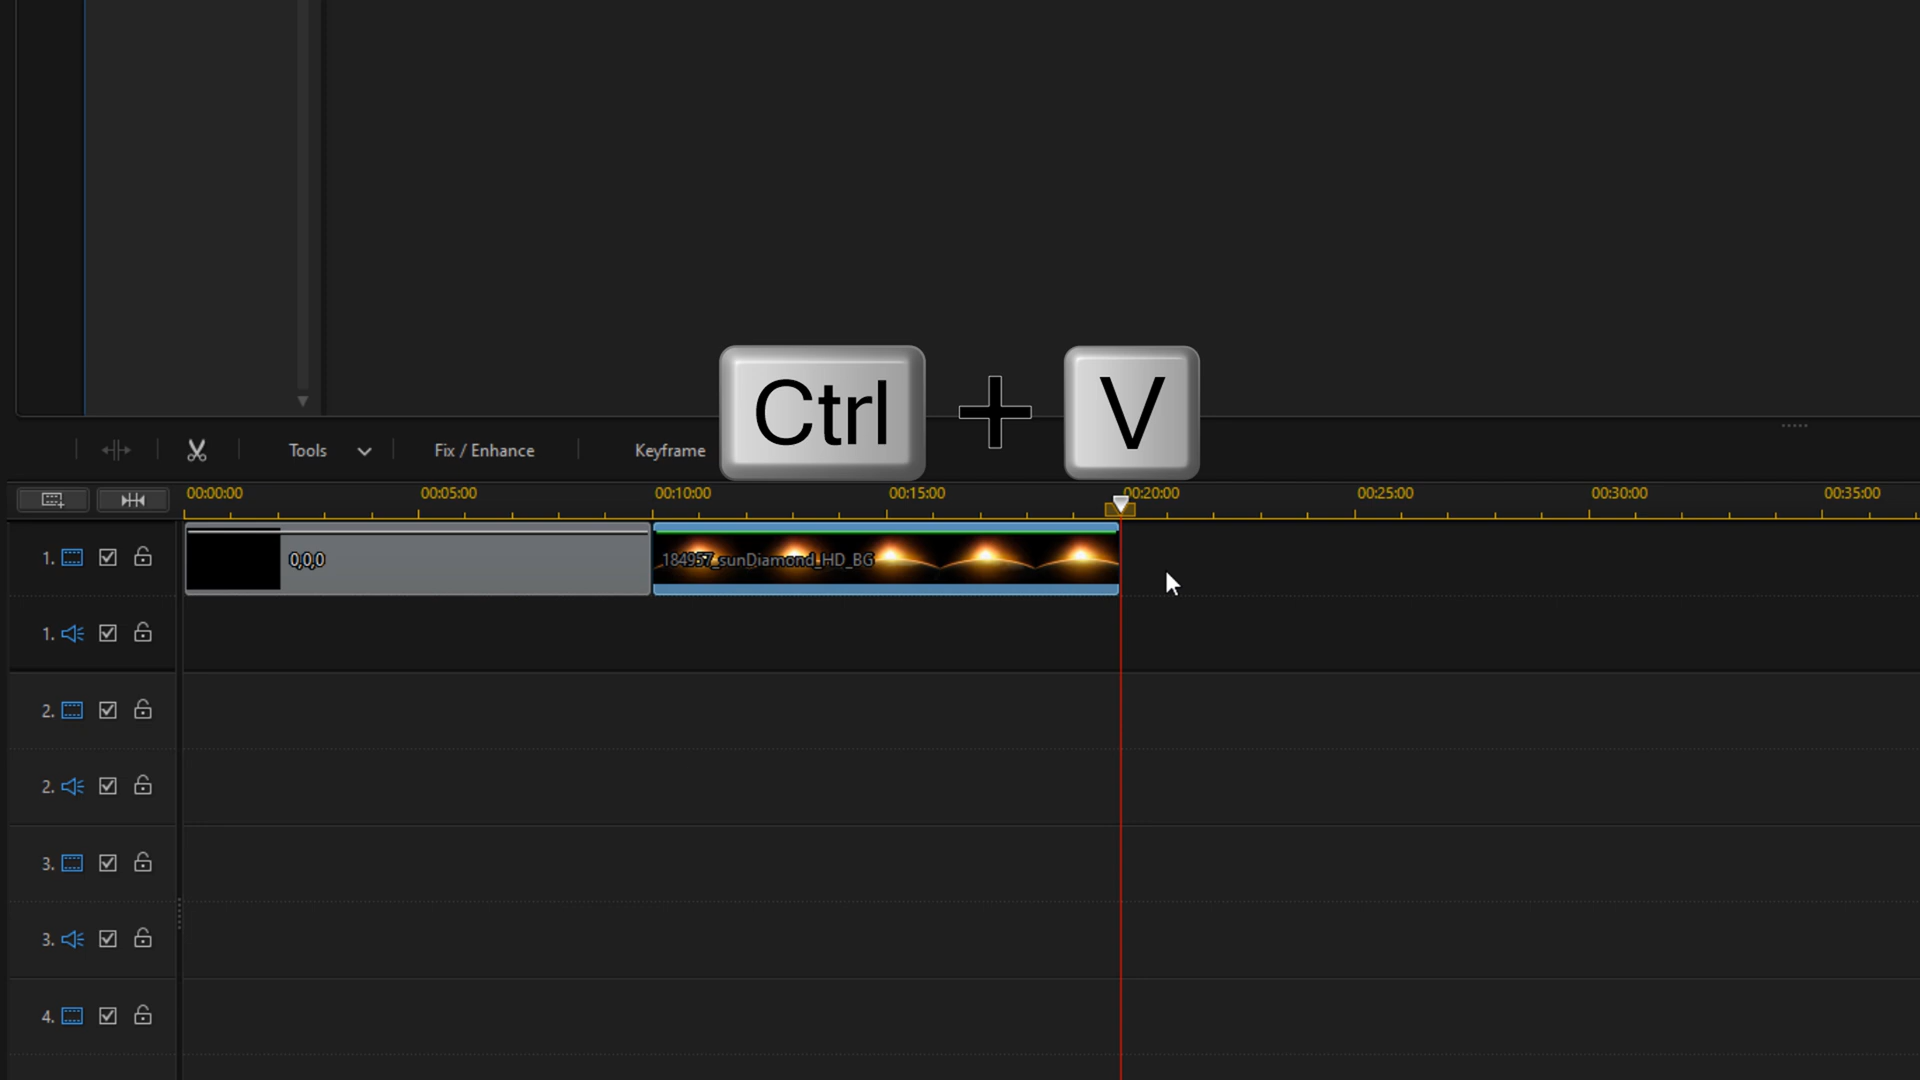 Ctrl + V
Tools Fix / Enhance Keyframe
00:00:00 00:05:00 00:10:00 00:15:00 00:20:00 00:25:00 00:30:00 00:35:00
1. 0,0,0 184957_sunDiamond_HD_BG
1.
2.
2.
3.
3.
4.